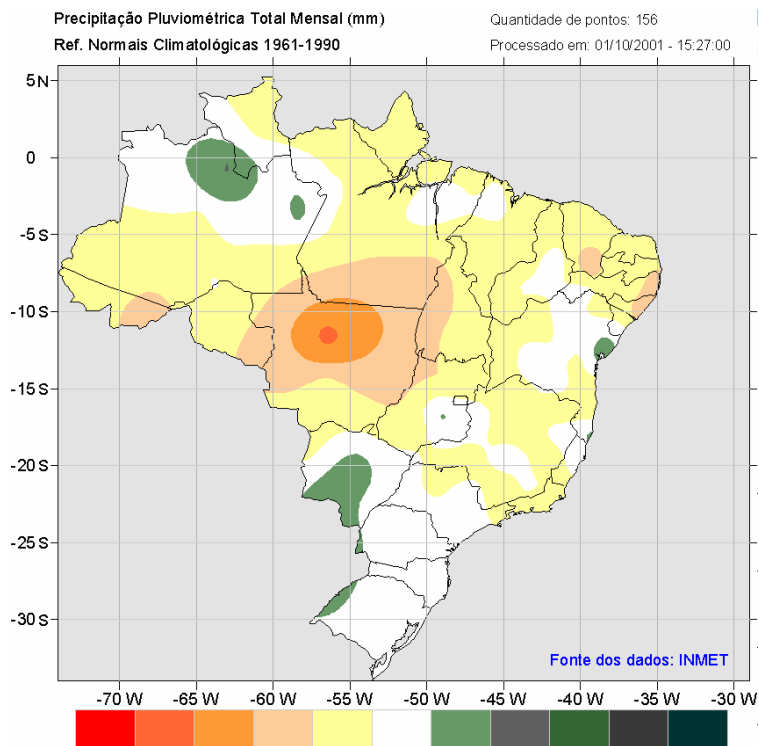 Precipitação Pluviométrica Total Mensal (mm)
Quantidade de pontos: 156
Ref. Normais Climatológicas 1961-1990
Processado em: 01/10/2001 - 15:27:00
5 N
0
-5 S
-10 S
-15 S
-20 S
-25 S
-30 S
Fonte dos dados: INMET
-70 W -65 W -60 W -55 W -50 W -45 W -40 W -35 W -30 W